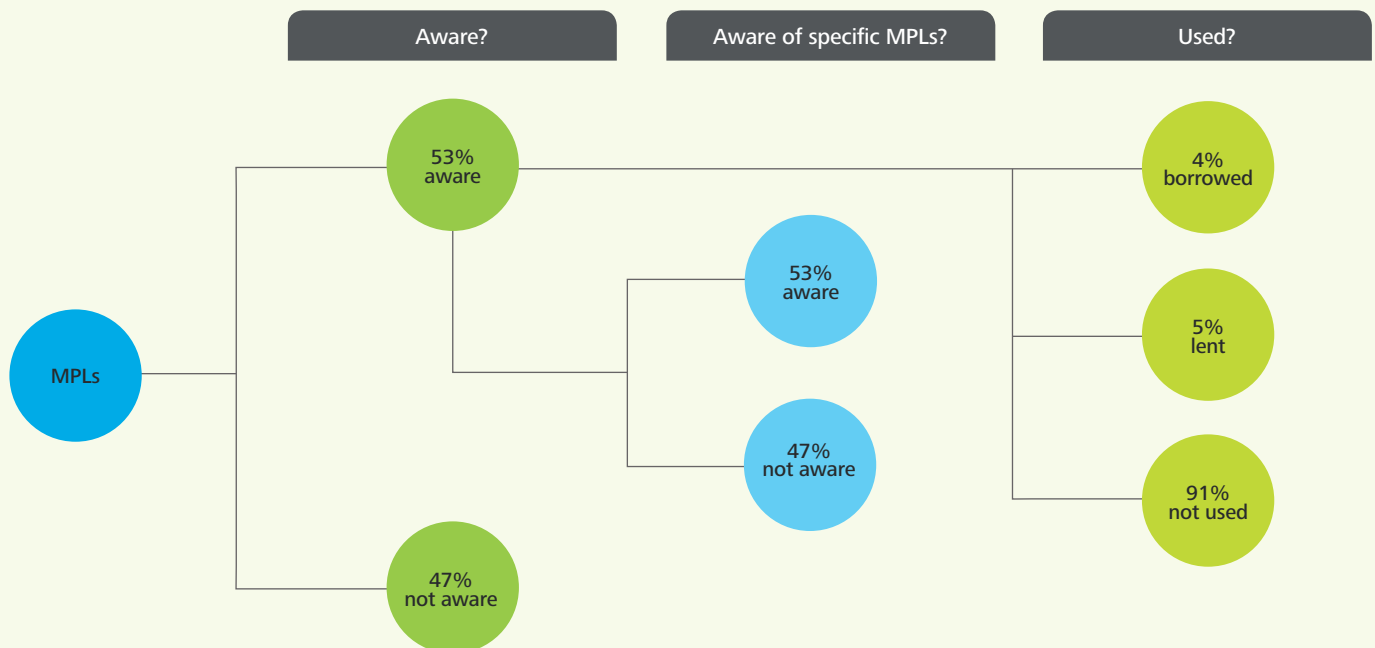 Aware?
Aware of specific MPLs?
Used?
53%
aware
4%
borrowed
53%
aware
5%
lent
MPLs
47%
not aware
91%
not used
47%
not aware